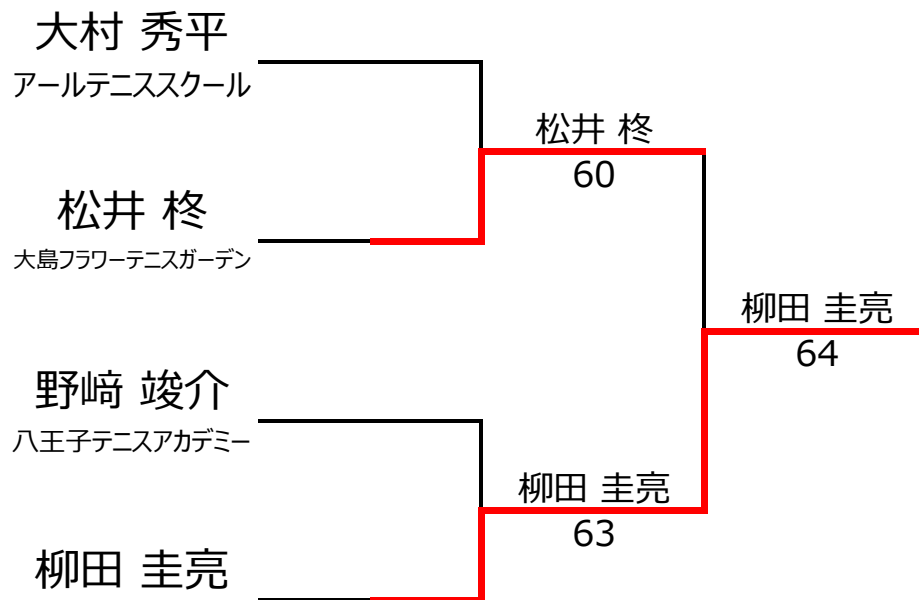 大村 秀平
アールテニススクール
松井 柊
60
松井 柊
大島フラワーテニスガーデン
柳田 圭亮
64
野﨑 竣介
八王子テニスアカデミー
柳田 圭亮
63
柳田 圭亮